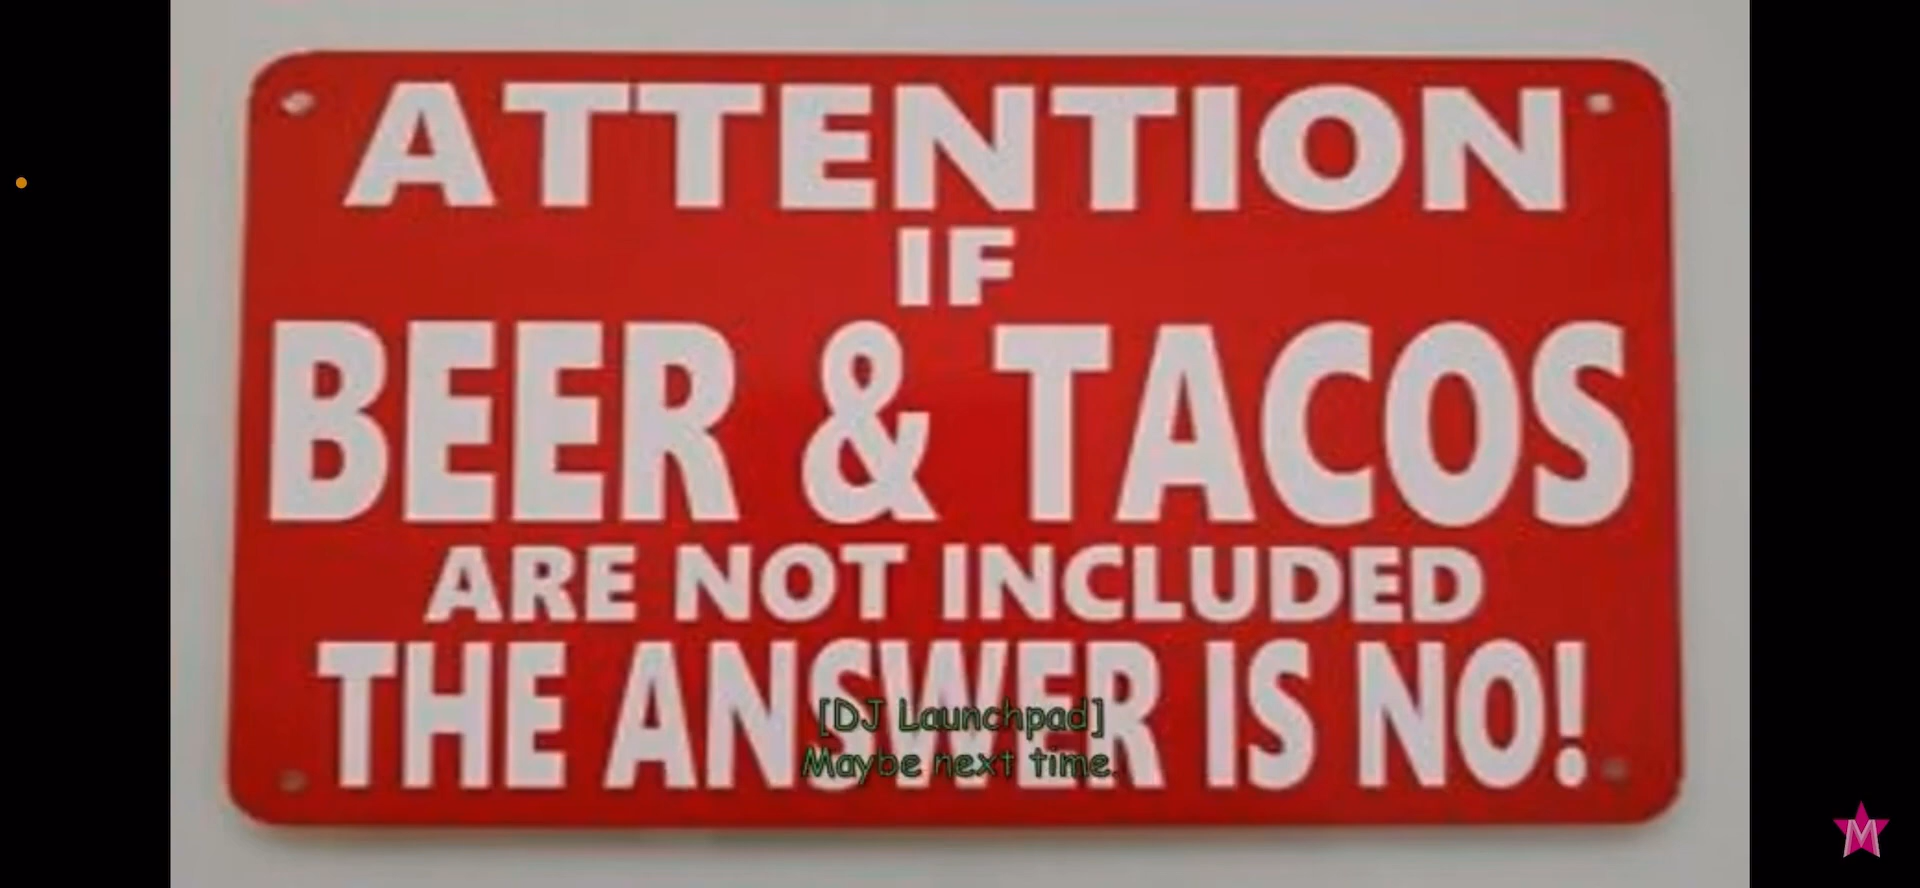 ATTENTION
IF
BEER & TACOS
ARE NOT INCLUDED
THE ANSWER IS NO!
[DJ Launchpad]
Maybe next time.
M